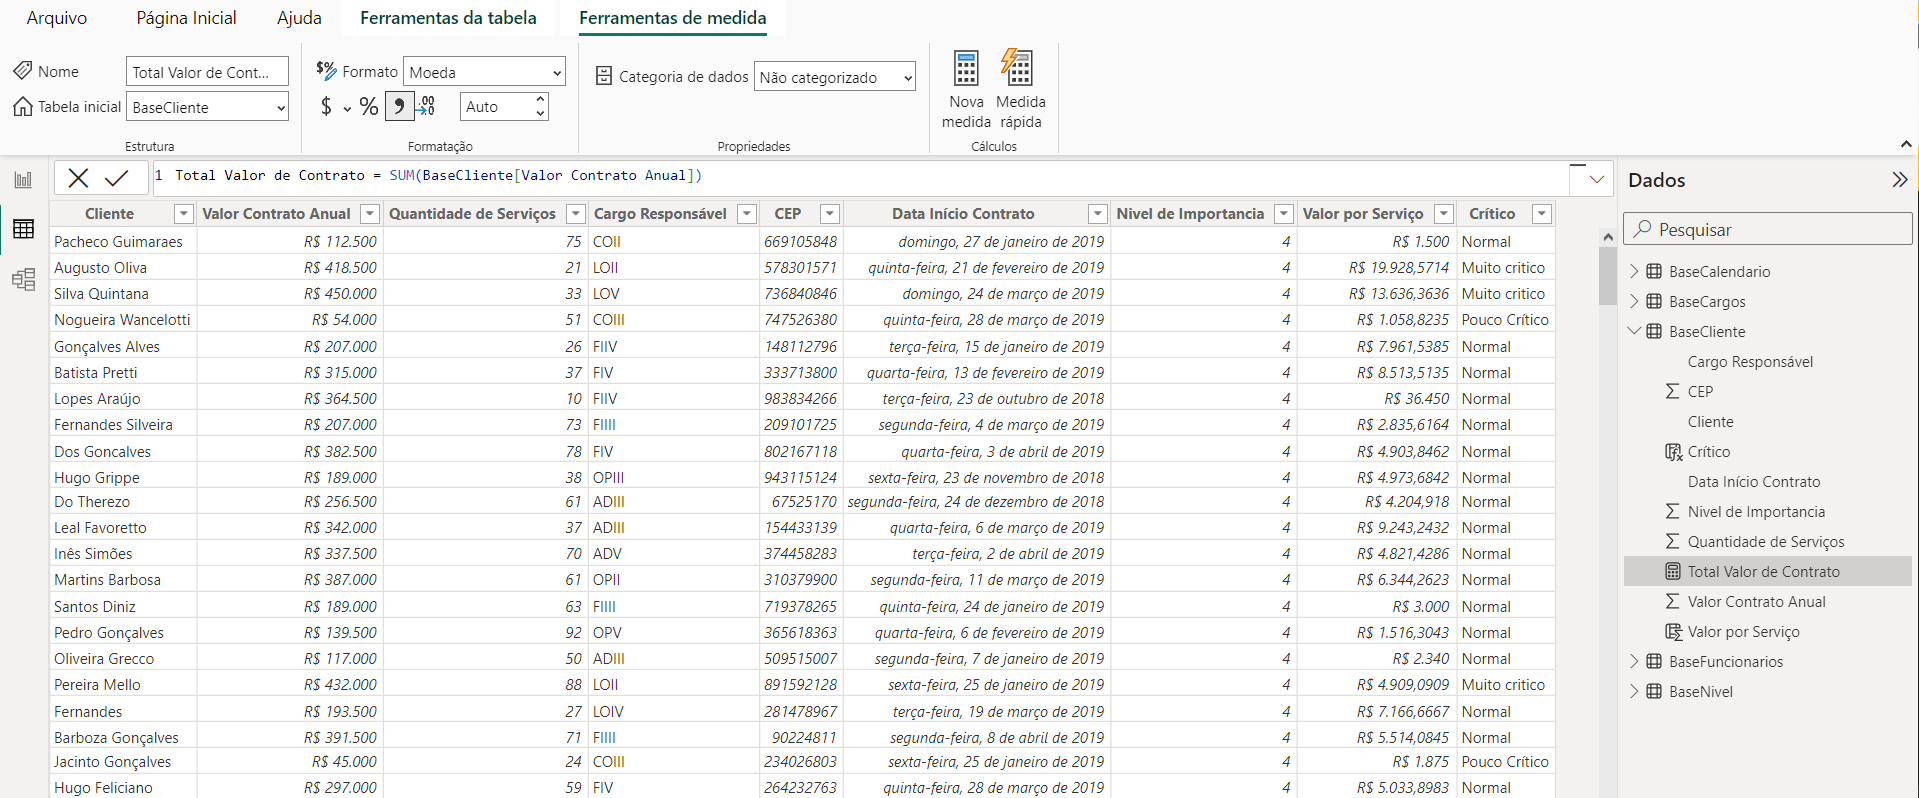 Arquivo Página Inicial Ajuda Ferramentas da tabela Ferramentas de medida
Nome Total Valor de Cont...
Tabela inicial BaseCliente
Estrutura
$% Formato Moeda
$ % , .00 Auto
Formatação
Categoria de dados Não categorizado
Propriedades
Nova medida
Medida rápida
Cálculos
1 Total Valor de Contrato = SUM(BaseCliente[Valor Contrato Anual])
Cliente Valor Contrato Anual Quantidade de Serviços Cargo Responsável CEP Data Início Contrato Nivel de Importancia Valor por Serviço Crítico
Pacheco Guimaraes R$ 112.500 75 COII 669105848 domingo, 27 de janeiro de 2019 4 R$ 1.500 Normal
Augusto Oliva R$ 418.500 21 LOII 578301571 quinta-feira, 21 de fevereiro de 2019 4 R$ 19.928,5714 Muito critico
Silva Quintana R$ 450.000 33 LOV 736840846 domingo, 24 de março de 2019 4 R$ 13.636,3636 Muito critico
Nogueira Wancelotti R$ 54.000 51 COIII 747526380 quinta-feira, 28 de março de 2019 4 R$ 1.058,8235 Pouco Crítico
Gonçalves Alves R$ 207.000 26 FIIV 148112796 terça-feira, 15 de janeiro de 2019 4 R$ 7.961,5385 Normal
Batista Pretti R$ 315.000 37 FIV 333713800 quarta-feira, 13 de fevereiro de 2019 4 R$ 8.513,5135 Normal
Lopes Araújo R$ 364.500 10 FIIV 983834266 terça-feira, 23 de outubro de 2018 4 R$ 36.450 Normal
Fernandes Silveira R$ 207.000 73 FIIII 209101725 segunda-feira, 4 de março de 2019 4 R$ 2.835,6164 Normal
Dos Goncalves R$ 382.500 78 FIV 802167118 quarta-feira, 3 de abril de 2019 4 R$ 4.903,8462 Normal
Hugo Grippe R$ 189.000 38 OPIII 943115124 sexta-feira, 23 de novembro de 2018 4 R$ 4.973,6842 Normal
Do Therezo R$ 256.500 61 ADIII 67525170 segunda-feira, 24 de dezembro de 2018 4 R$ 4.204,918 Normal
Leal Favoretto R$ 342.000 37 ADIII 154433139 quarta-feira, 6 de março de 2019 4 R$ 9.243,2432 Normal
Inês Simões R$ 337.500 70 ADV 374458283 terça-feira, 2 de abril de 2019 4 R$ 4.821,4286 Normal
Martins Barbosa R$ 387.000 61 OPII 310379900 segunda-feira, 11 de março de 2019 4 R$ 6.344,2623 Normal
Santos Diniz R$ 189.000 63 FIIII 719378265 quinta-feira, 24 de janeiro de 2019 4 R$ 3.000 Normal
Pedro Gonçalves R$ 139.500 92 OPV 365618363 quarta-feira, 6 de fevereiro de 2019 4 R$ 1.516,3043 Normal
Oliveira Grecco R$ 117.000 50 ADIII 509515007 segunda-feira, 7 de janeiro de 2019 4 R$ 2.340 Normal
Pereira Mello R$ 432.000 88 LOII 891592128 sexta-feira, 25 de janeiro de 2019 4 R$ 4.909,0909 Muito critico
Fernandes R$ 193.500 27 LOIV 281478967 terça-feira, 19 de março de 2019 4 R$ 7.166,6667 Normal
Barboza Gonçalves R$ 391.500 71 FIIII 90224811 segunda-feira, 8 de abril de 2019 4 R$ 5.514,0845 Normal
Jacinto Gonçalves R$ 45.000 24 COIII 234026803 sexta-feira, 25 de janeiro de 2019 4 R$ 1.875 Pouco Crítico
Hugo Feliciano R$ 297.000 59 FIV 264232763 quinta-feira, 28 de março de 2019 4 R$ 5.033,8983 Normal
Dados
Pesquisar
BaseCalendario
BaseCargos
BaseCliente
Cargo Responsável
CEP
Cliente
Crítico
Data Início Contrato
Nivel de Importancia
Quantidade de Serviços
Total Valor de Contrato
Valor Contrato Anual
Valor por Serviço
BaseFuncionarios
BaseNivel